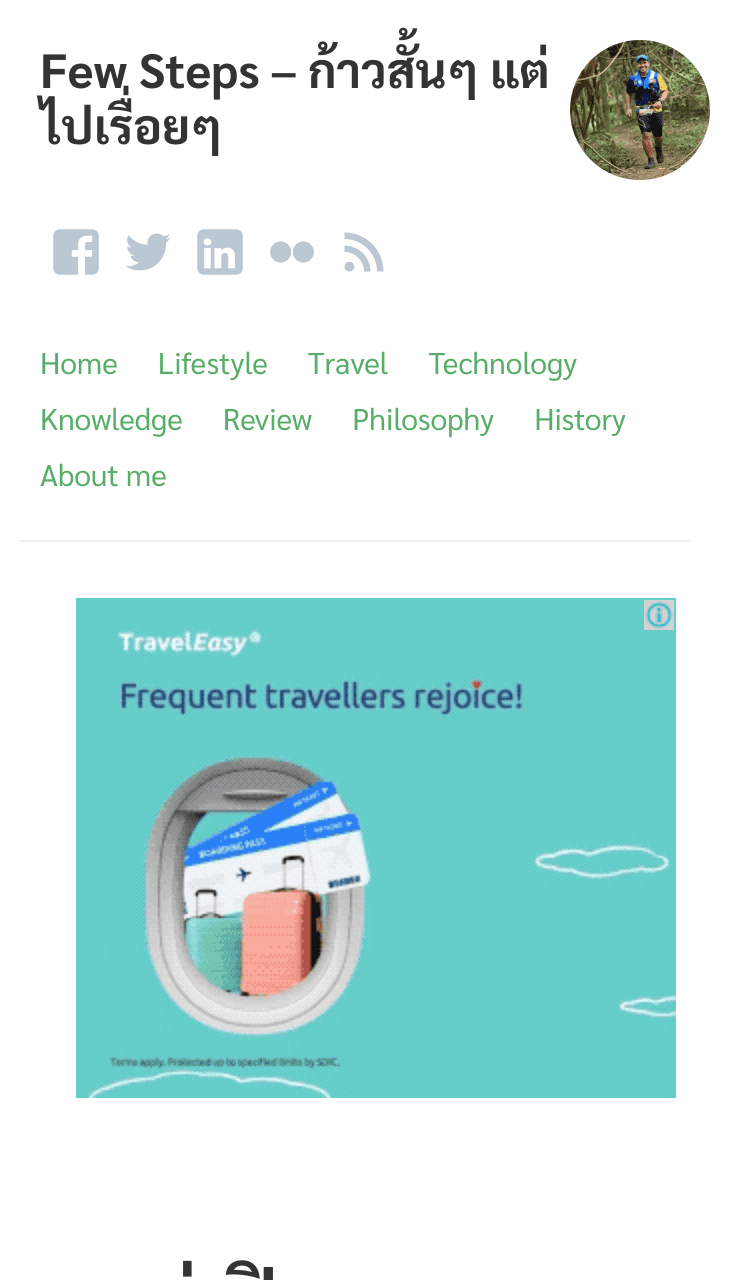 Few Steps – ก้าวสั้นๆ แต่
ไปเรื่อยๆ
Home Lifestyle Travel Technology
Knowledge Review Philosophy History
About me
TravelEasy®
Frequent travellers rejoice!
BOARDING PASS
Terms apply. Protected up to specified limits by SDIC.